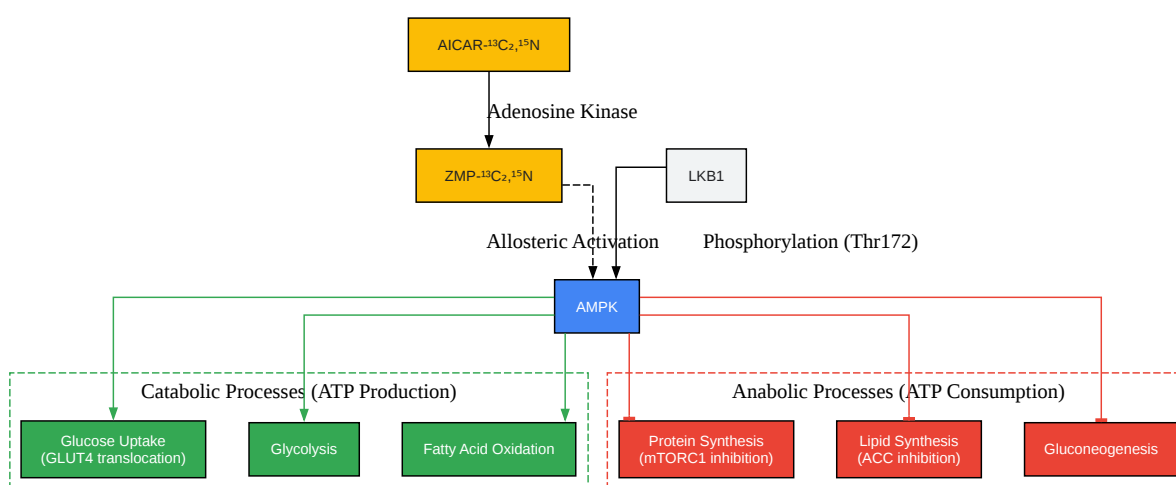 AICAR-¹³C₂,¹⁵N
Adenosine Kinase
ZMP-¹³C₂,¹⁵N
LKB1
Allosteric Activation
Phosphorylation (Thr172)
AMPK
Catabolic Processes (ATP Production)
Anabolic Processes (ATP Consumption)
Glucose Uptake
(GLUT4 translocation)
Glycolysis
Fatty Acid Oxidation
Protein Synthesis
(mTORC1 inhibition)
Lipid Synthesis
(ACC inhibition)
Gluconeogenesis